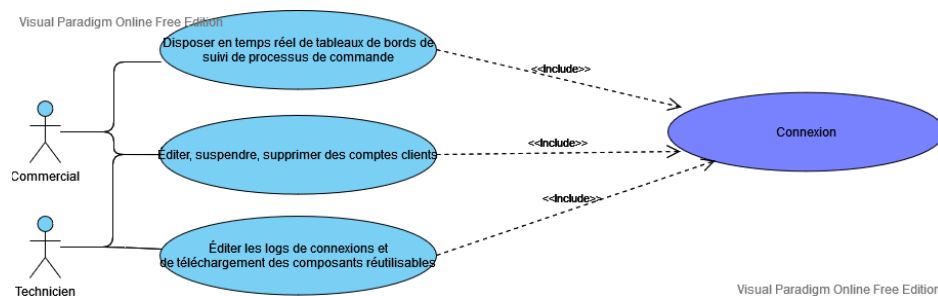 Visual Paradigm Online Free Edition
Disposer en temps réel de tableaux de bords de
suivi de processus de commande
<<Include>>
Commercial
Éditer, suspendre, supprimer des comptes clients
<<Include>>
Connexion
<<Include>>
Technicien
Éditer les logs de connexions et
de téléchargement des composants réutilisables
Visual Paradigm Online Free Edition